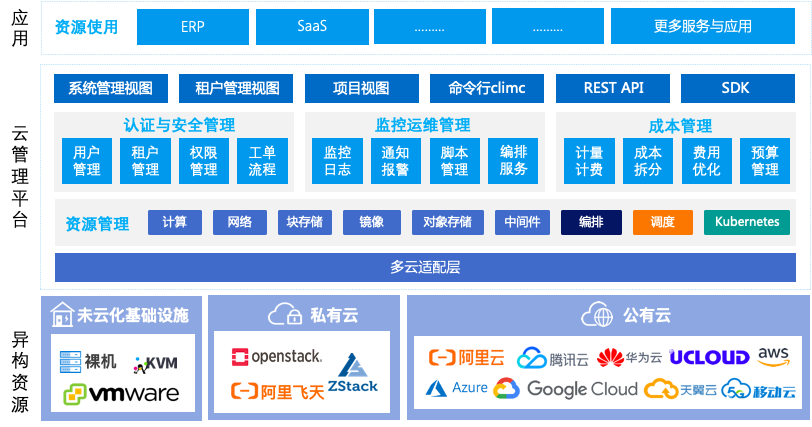 应用
资源使用
ERP
SaaS
.........
.........
更多服务与应用
云管理平台
系统管理视图
租户管理视图
项目视图
命令行climc
REST API
SDK
认证与安全管理
用户
管理
租户
管理
权限
管理
工单
流程
监控运维管理
监控
日志
通知
报警
脚本
管理
编排
服务
成本管理
计量
计费
成本
拆分
费用
优化
预算
管理
资源管理
计算
网络
块存储
镜像
对象存储
中间件
编排
调度
Kubernetes
多云适配层
异构资源
未云化基础设施
裸机
KVM
vmware
私有云
openstack.
阿里飞天
ZStack
公有云
阿里云
腾讯云
华为云
UCLOUD
aws
Azure
Google Cloud
天翼云
5G
移动云